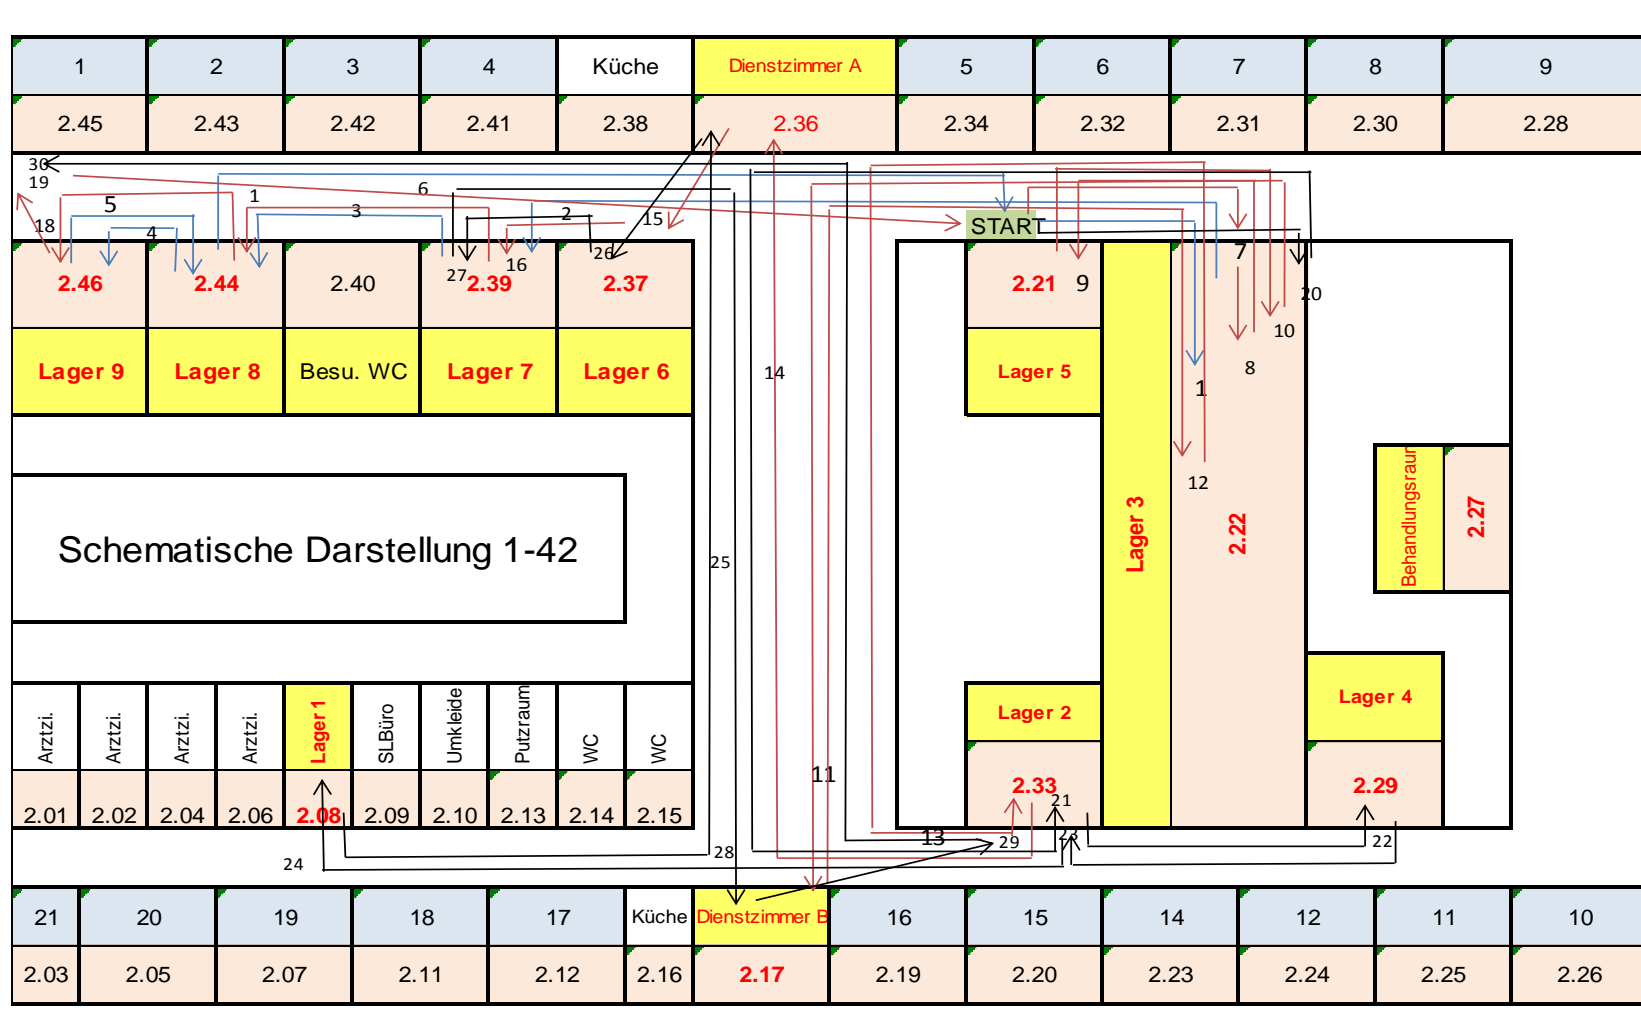 1 2 3 4 Küche Dienstzimmer A 5 6 7 8 9
2.45 2.43 2.42 2.41 2.38 2.36 2.34 2.32 2.31 2.30 2.28
30
19
18
5
4
1
3
6
2
15
16
26
27
START
7
9
20
10
8
1
12
2.46 2.44 2.40 2.39 2.37 2.21
Lager 9 Lager 8 Besu. WC Lager 7 Lager 6 Lager 5
14
Lager 3
2.22
Behandlungsraun
2.27
Schematische Darstellung 1-42
25
11
Lager 2
Lager 4
2.33
2.29
Arztzi. Arztzi. Arztzi. Arztzi. Lager 1 SLBüro Umkleide Putzraum WC WC
2.01 2.02 2.04 2.06 2.08 2.09 2.10 2.13 2.14 2.15
21
23
22
13
29
28
24
21 20 19 18 17 Küche Dienstzimmer B 16 15 14 12 11 10
2.03 2.05 2.07 2.11 2.12 2.16 2.17 2.19 2.20 2.23 2.24 2.25 2.26